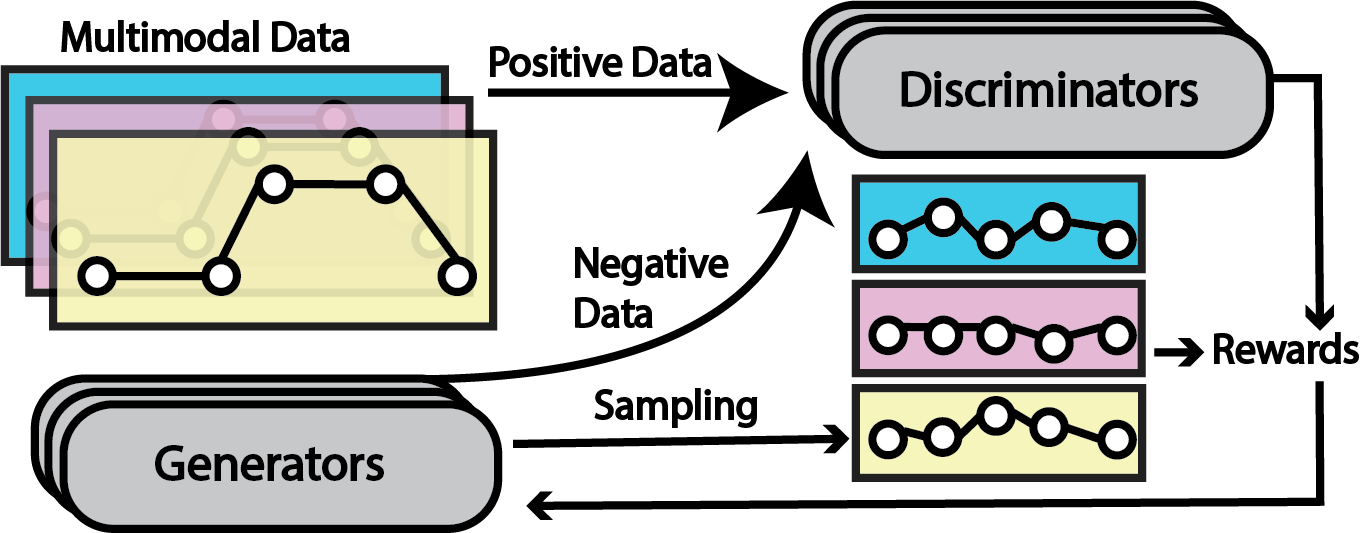 Multimodal Data
Positive Data
Discriminators
Negative
Data
Rewards
Sampling
Generators